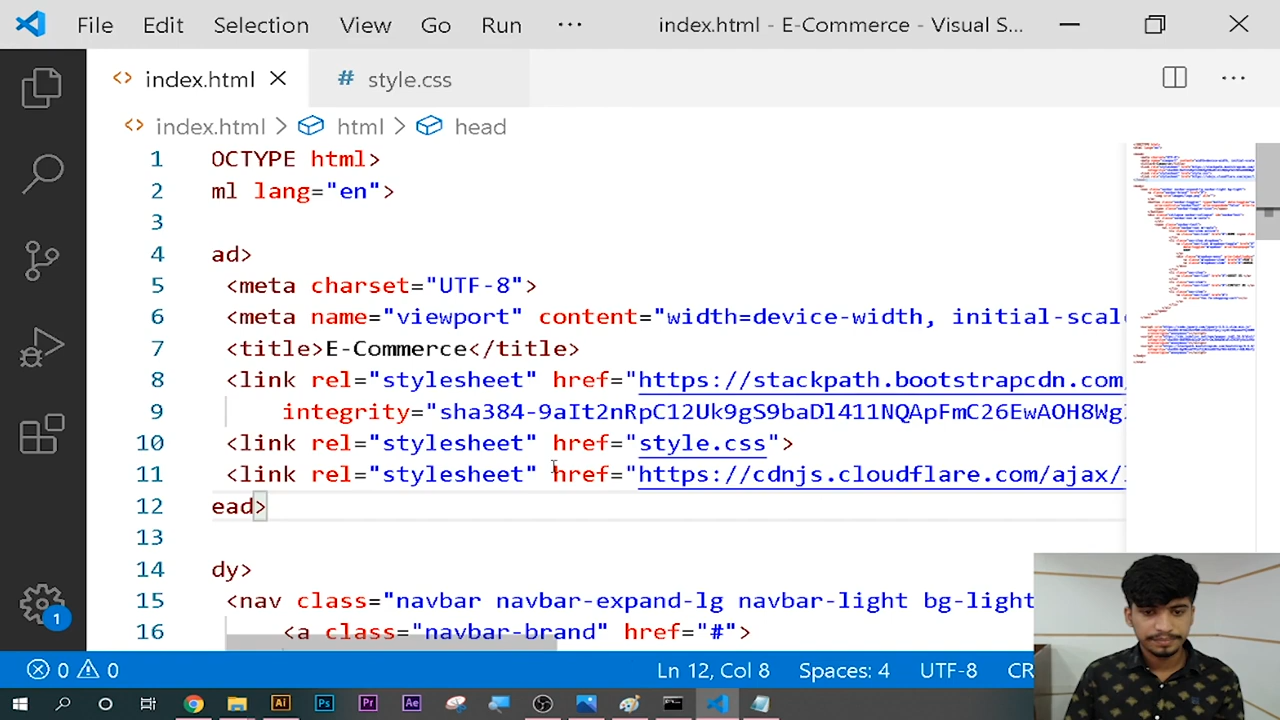 File Edit Selection View Go Run ··· index.html - E-Commerce - Visual S...
<> index.html # style.css ···
<> index.html > html > head
1 OCTYPE html>
2 ml lang="en">
3
4 ad>
5 <meta charset="UTF-8">
6 <meta name="viewport" content="width=device-width, initial-scale
7 <title>E-Commerce</title>
8 <link rel="stylesheet" href="https://stackpath.bootstrapcdn.com/
9 integrity="sha384-9aIt2nRpC12Uk9gS9baDl411NQApFmC26EwAOH8Wg
10 <link rel="stylesheet" href="style.css">
11 <link rel="stylesheet" href="https://cdnjs.cloudflare.com/ajax/l
12 ead>
13
14 dy>
15 <nav class="navbar navbar-expand-lg navbar-light bg-light
16 <a class="navbar-brand" href="#">
1
0 0 Ln 12, Col 8 Spaces: 4 UTF-8 CR
Ai Ps Pr Ae